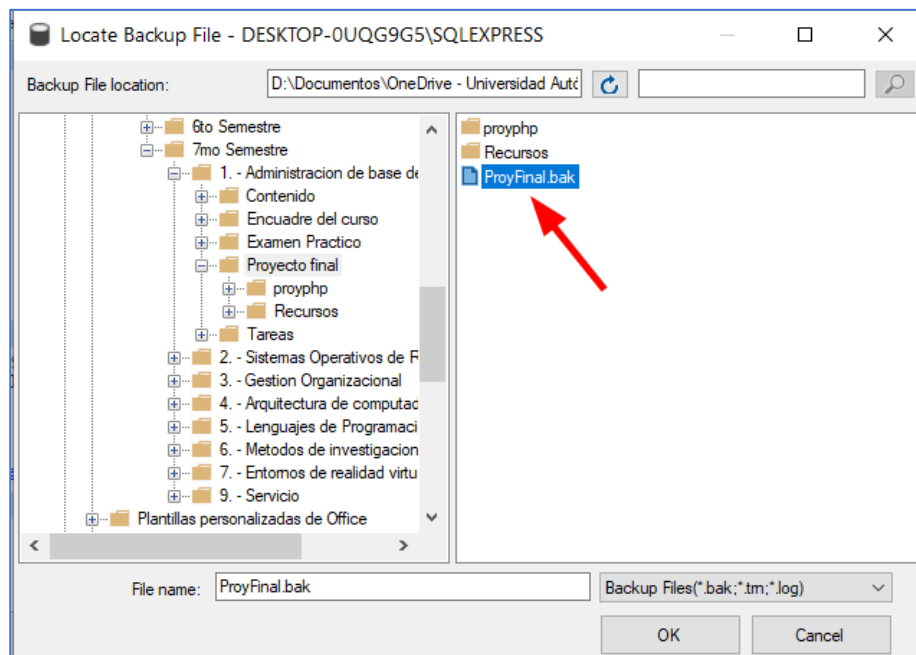 Locate Backup File - DESKTOP-0UQG9G5\SQLEXPRESS
Backup File location:
D:\Documentos\OneDrive - Universidad Autó
6to Semestre
7mo Semestre
1. - Administracion de base de
Contenido
Encuadre del curso
Examen Practico
Proyecto final
proyphp
Recursos
Tareas
2. - Sistemas Operativos de R
3. - Gestion Organizacional
4. - Arquitectura de computad
5. - Lenguajes de Programaci
6. - Metodos de investigacion
7. - Entornos de realidad virtu
9. - Servicio
Plantillas personalizadas de Office
proyphp
Recursos
ProyFinal.bak
File name:
ProyFinal.bak
Backup Files(*.bak;*.trn;*.log)
OK
Cancel